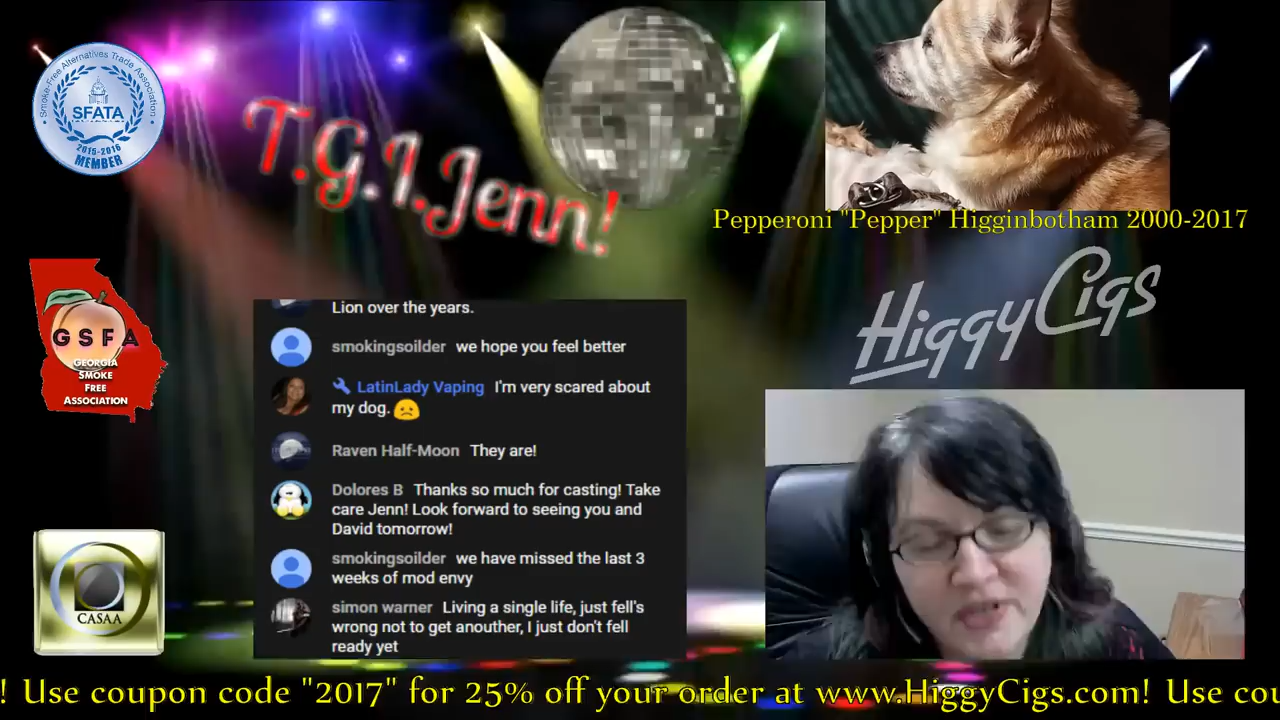 Smoke-Free Alternatives Trade Association
SFATA
2015-2016
MEMBER
T.G.I.Jenn!
Pepperoni "Pepper" Higginbotham 2000-2017
HiggyCigs
GSFA
GEORGIA
SMOKE
FREE
ASSOCIATION
CASAA
Lion over the years.
smokingsoilder we hope you feel better
LatinLady Vaping I'm very scared about
my dog. 🙁
Raven Half-Moon They are!
Dolores B Thanks so much for casting! Take
care Jenn! Look forward to seeing you and
David tomorrow!
smokingsoilder we have missed the last 3
weeks of mod envy
simon warner Living a single life, just fell's
wrong not to get anouther, I just don't fell
ready yet
! Use coupon code "2017" for 25% off your order at www.HiggyCigs.com! Use cou